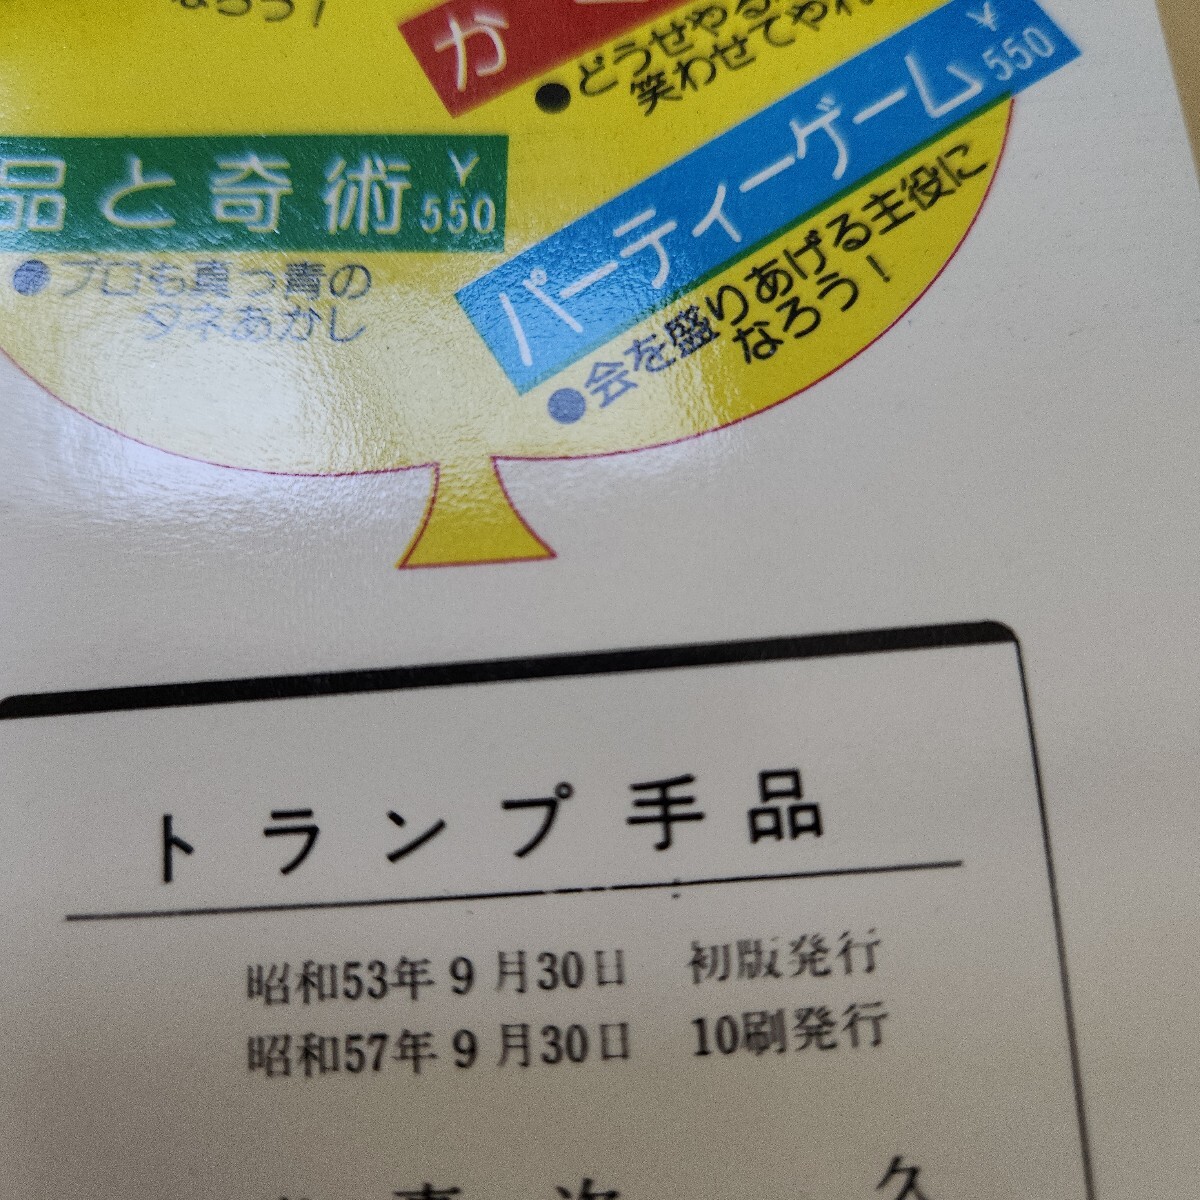 なろう！
か
●どうせやる
笑わせてやれ
品と奇術 ¥550
●プロも真っ青の
タネあかし
パーティーゲーム ¥550
●会を盛りあげる主役に
なろう！
トランプ手品
昭和53年9月30日 初版発行
昭和57年9月30日 10刷発行
久